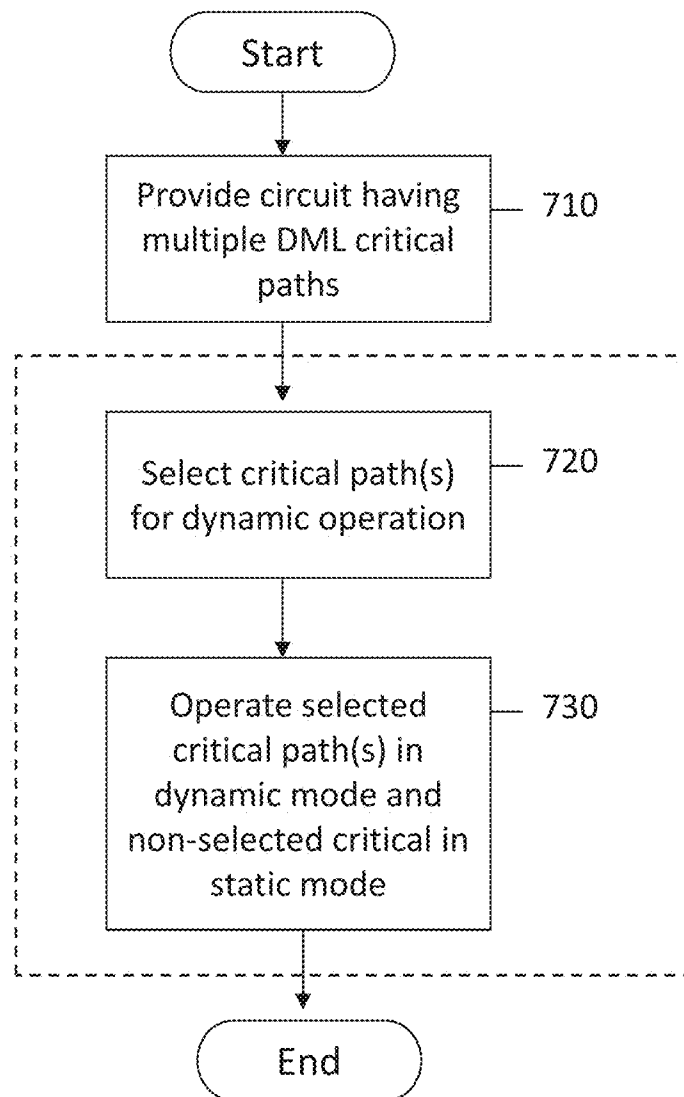 Start
Provide circuit having
multiple DML critical
paths
710
Select critical path(s)
for dynamic operation
720
Operate selected
critical path(s) in
dynamic mode and
non-selected critical in
static mode
730
End